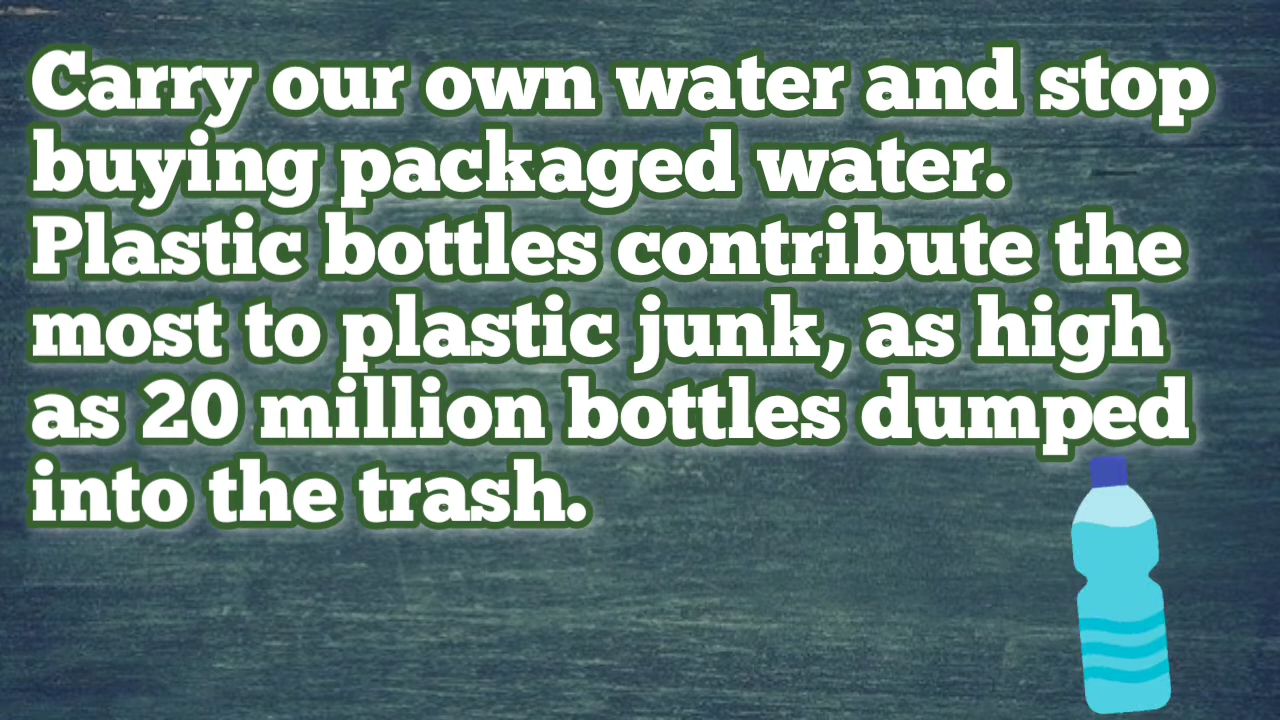 Carry our own water and stop
buying packaged water.
Plastic bottles contribute the
most to plastic junk, as high
as 20 million bottles dumped
into the trash.